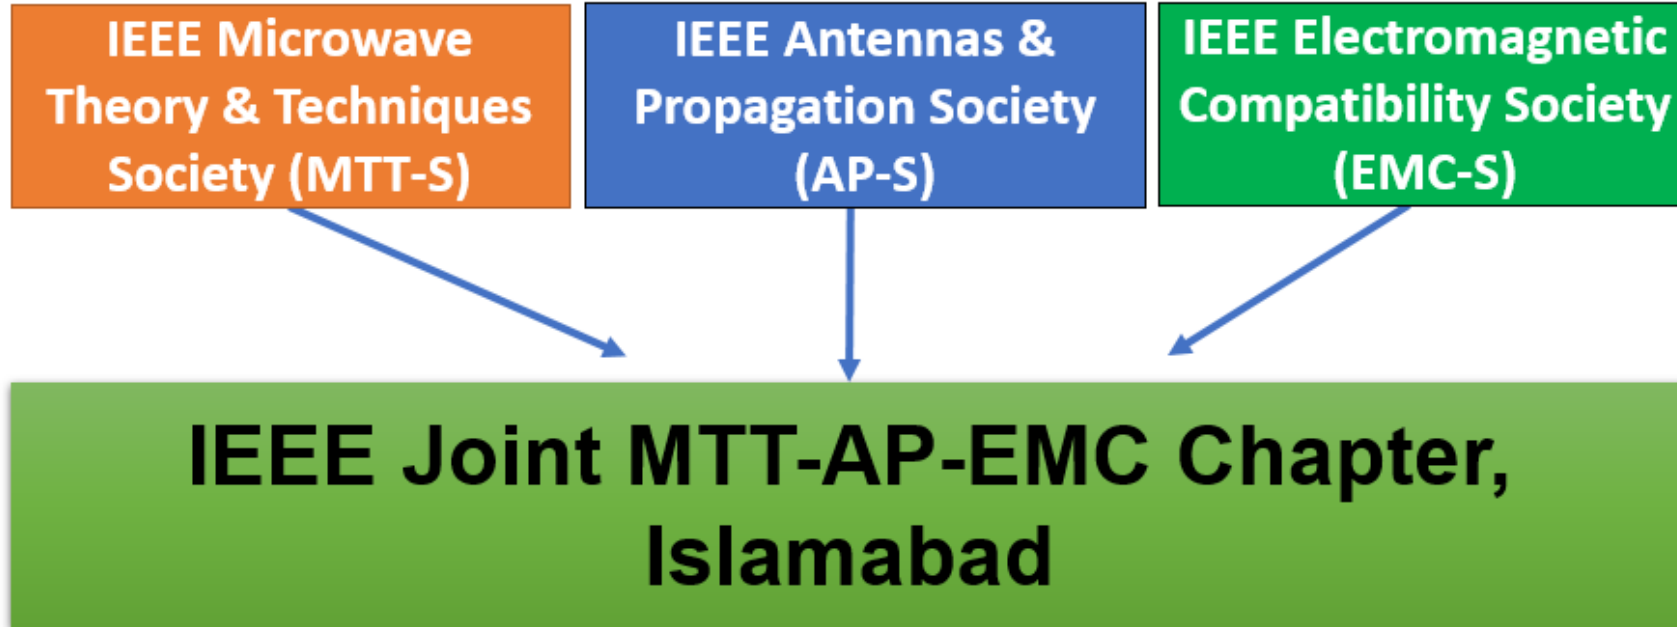 IEEE Microwave
Theory & Techniques
Society (MTT-S)
IEEE Antennas &
Propagation Society
(AP-S)
IEEE Electromagnetic
Compatibility Society
(EMC-S)
IEEE Joint MTT-AP-EMC Chapter,
Islamabad